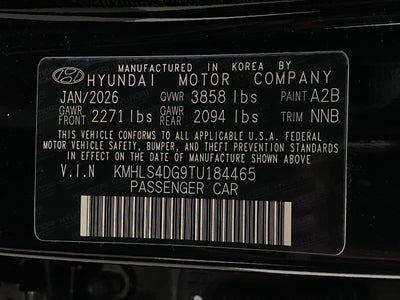 MANUFACTURED IN KOREA BY
HYUNDAI MOTOR COMPANY
JAN/2026 GVWR 3858 lbs PAINT A2B
GAWR FRONT 2271 lbs GAWR REAR 2094 lbs TRIM NNB
THIS VEHICLE CONFORMS TO ALL APPLICABLE U.S.A. FEDERAL
MOTOR VEHICLE SAFETY, BUMPER, AND THEFT PREVENTION STANDARDS
IN EFFECT ON THE DATE OF MANUFACTURE SHOWN ABOVE.
V.I.N KMHLS4DG9TU184465
PASSENGER CAR